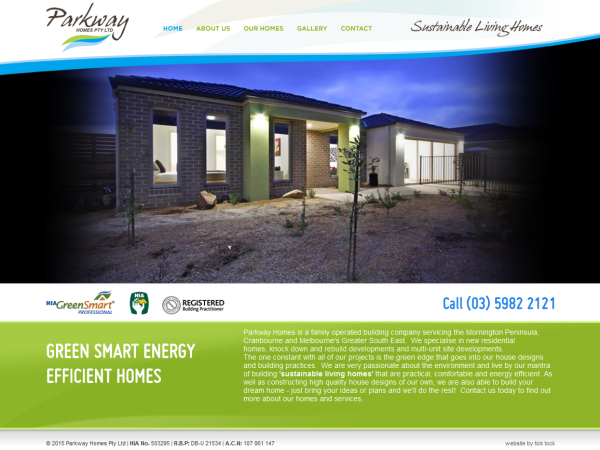 Parkway
HOMES PTY LTD
HOME ABOUT US OUR HOMES GALLERY CONTACT
Sustainable Living Homes
HIA GreenSmart
PROFESSIONAL
HIA
REGISTERED
Building Practitioner
Call (03) 5982 2121
GREEN SMART ENERGY
EFFICIENT HOMES
Parkway Homes is a family operated building company servicing the Mornington Peninsula,
Cranbourne and Melbourne's Greater South East. We specialise in new residential
homes, knock down and rebuild developments and multi-unit site developments.
The one constant with all of our projects is the green edge that goes into our house designs
and building practices. We are very passionate about the environment and live by our mantra
of building 'sustainable living homes' that are practical, comfortable and energy efficient. As
well as constructing high quality house designs of our own, we are also able to build your
dream home - just bring your ideas or plans and we'll do the rest! Contact us today to find out
more about our homes and services.
© 2015 Parkway Homes Pty Ltd | HIA No. 503295 | R.B.P: DB-U 21534 | A.C.N: 107 061 147
website by tick tock